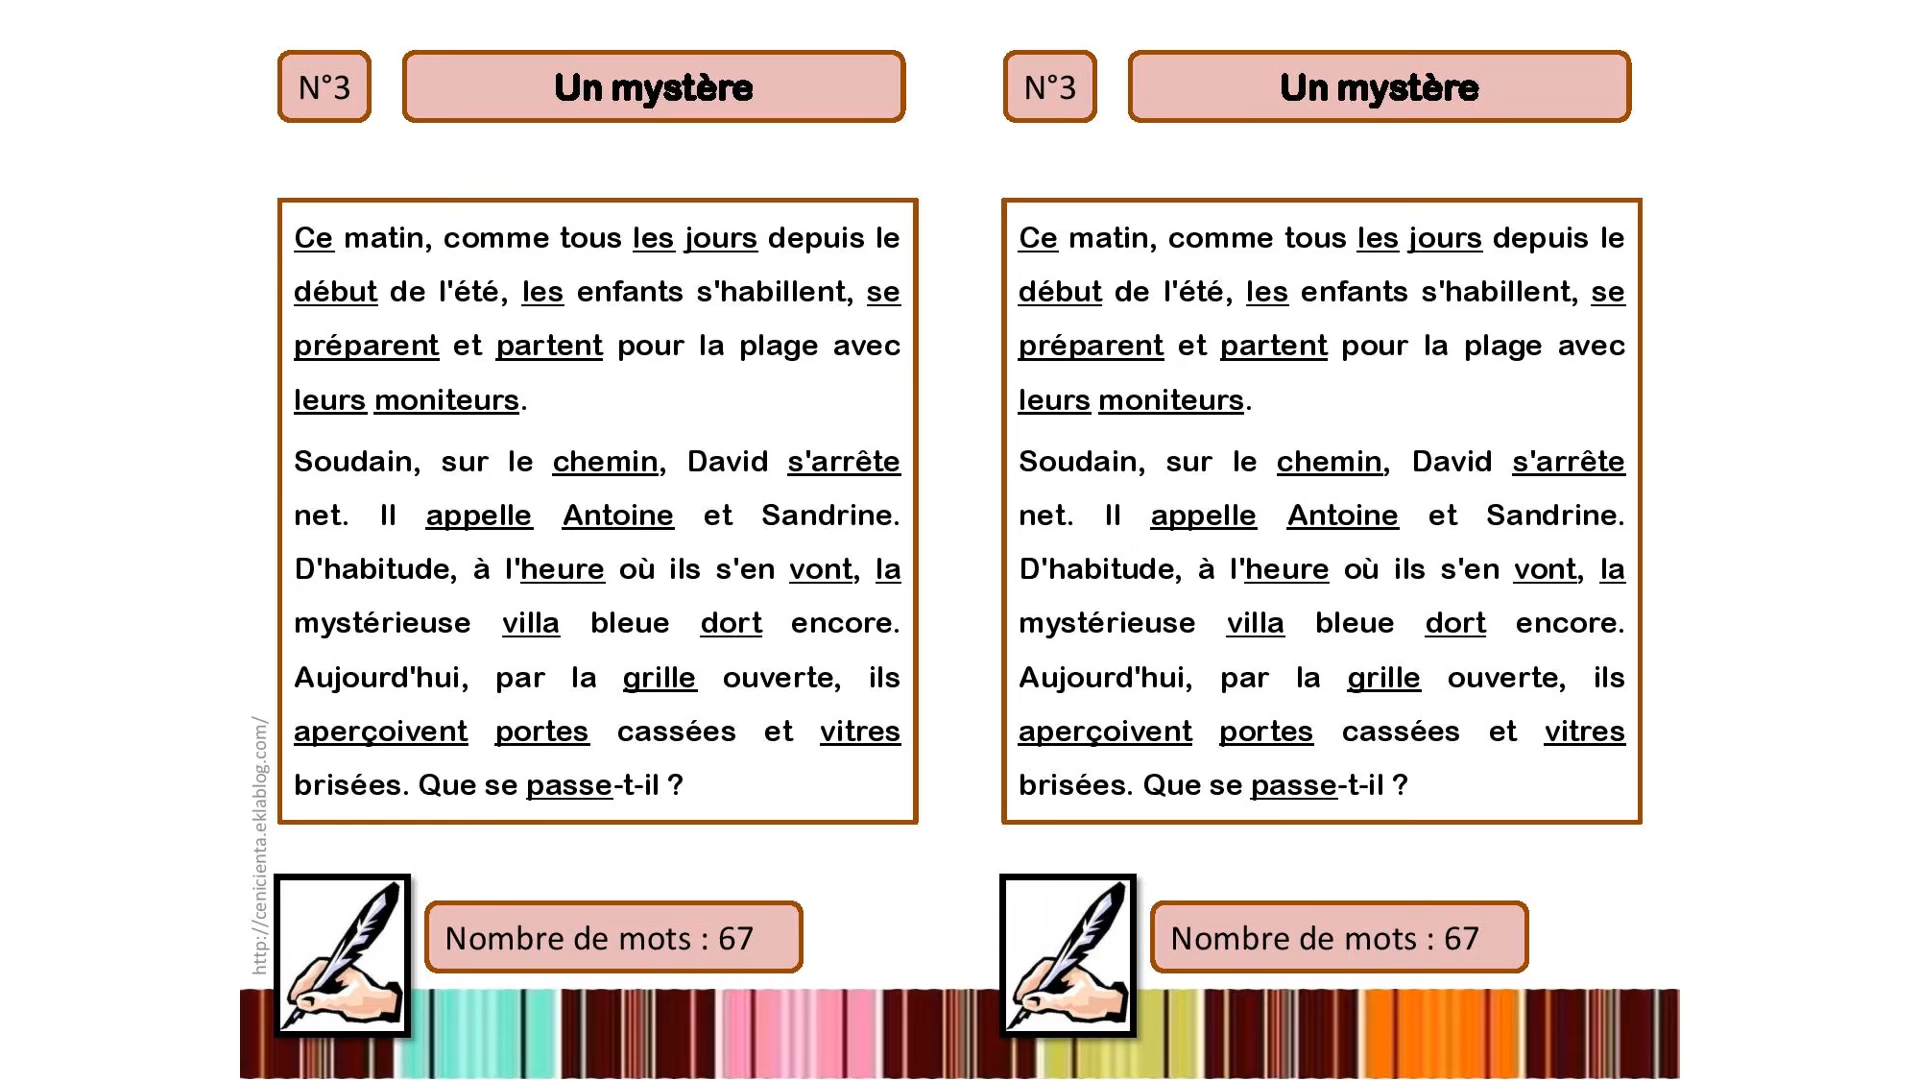 N°3
Un mystère
Ce matin, comme tous les jours depuis le
début de l'été, les enfants s'habillent, se
préparent et partent pour la plage avec
leurs moniteurs.
Soudain, sur le chemin, David s'arrête
net. Il appelle Antoine et Sandrine.
D'habitude, à l'heure où ils s'en vont, la
mystérieuse villa bleue dort encore.
Aujourd'hui, par la grille ouverte, ils
aperçoivent portes cassées et vitres
brisées. Que se passe-t-il ?
Nombre de mots : 67
http://cenicienta.eklablog.com/
N°3
Un mystère
Ce matin, comme tous les jours depuis le
début de l'été, les enfants s'habillent, se
préparent et partent pour la plage avec
leurs moniteurs.
Soudain, sur le chemin, David s'arrête
net. Il appelle Antoine et Sandrine.
D'habitude, à l'heure où ils s'en vont, la
mystérieuse villa bleue dort encore.
Aujourd'hui, par la grille ouverte, ils
aperçoivent portes cassées et vitres
brisées. Que se passe-t-il ?
Nombre de mots : 67